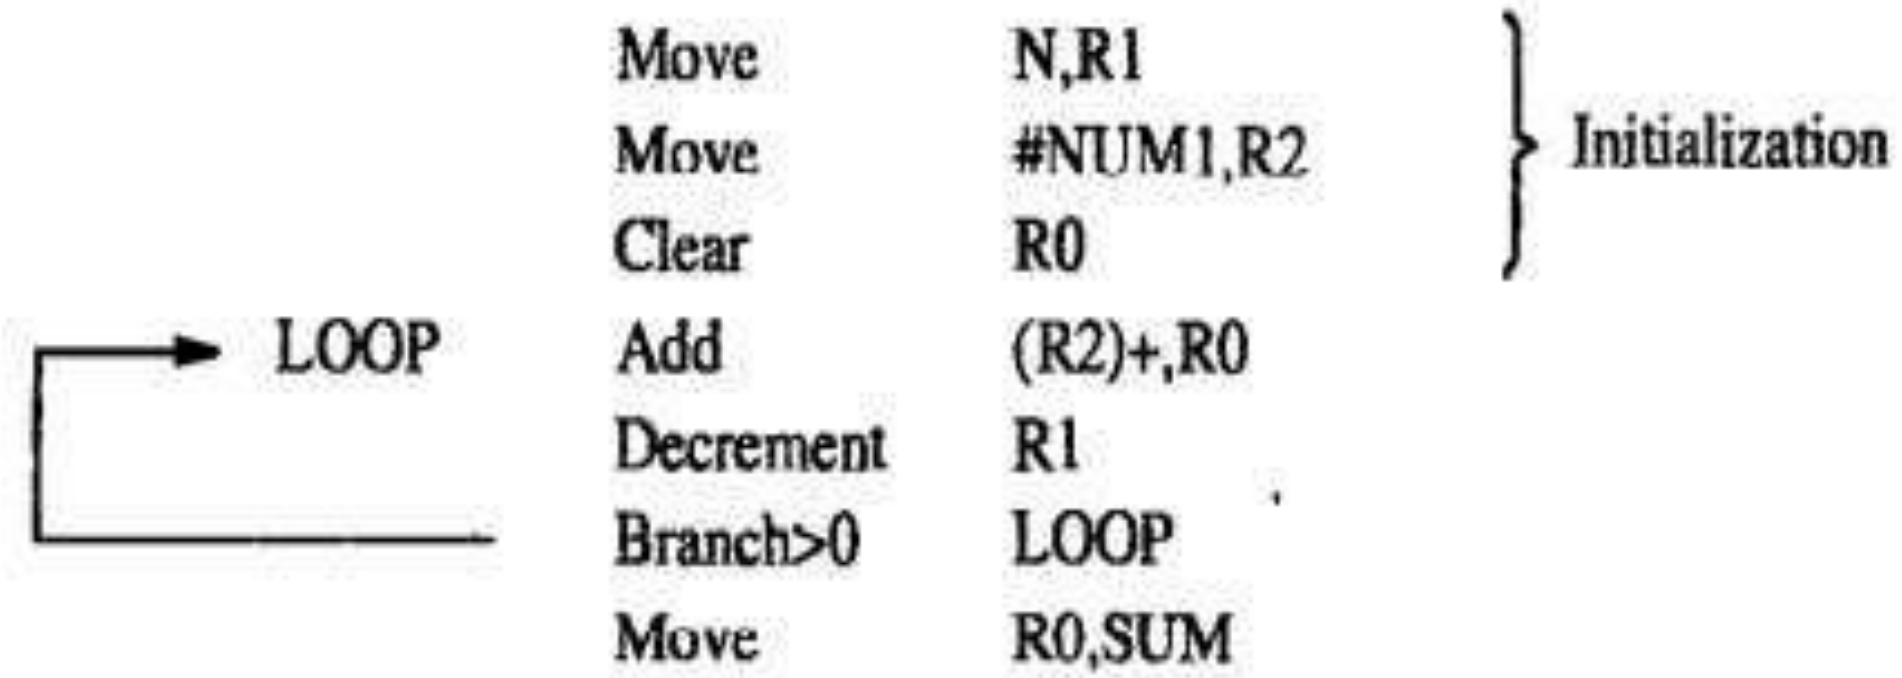 Move N,R1
Move #NUM1,R2 Initialization
Clear R0
LOOP Add (R2)+,R0
Decrement R1
Branch>0 LOOP
Move R0,SUM